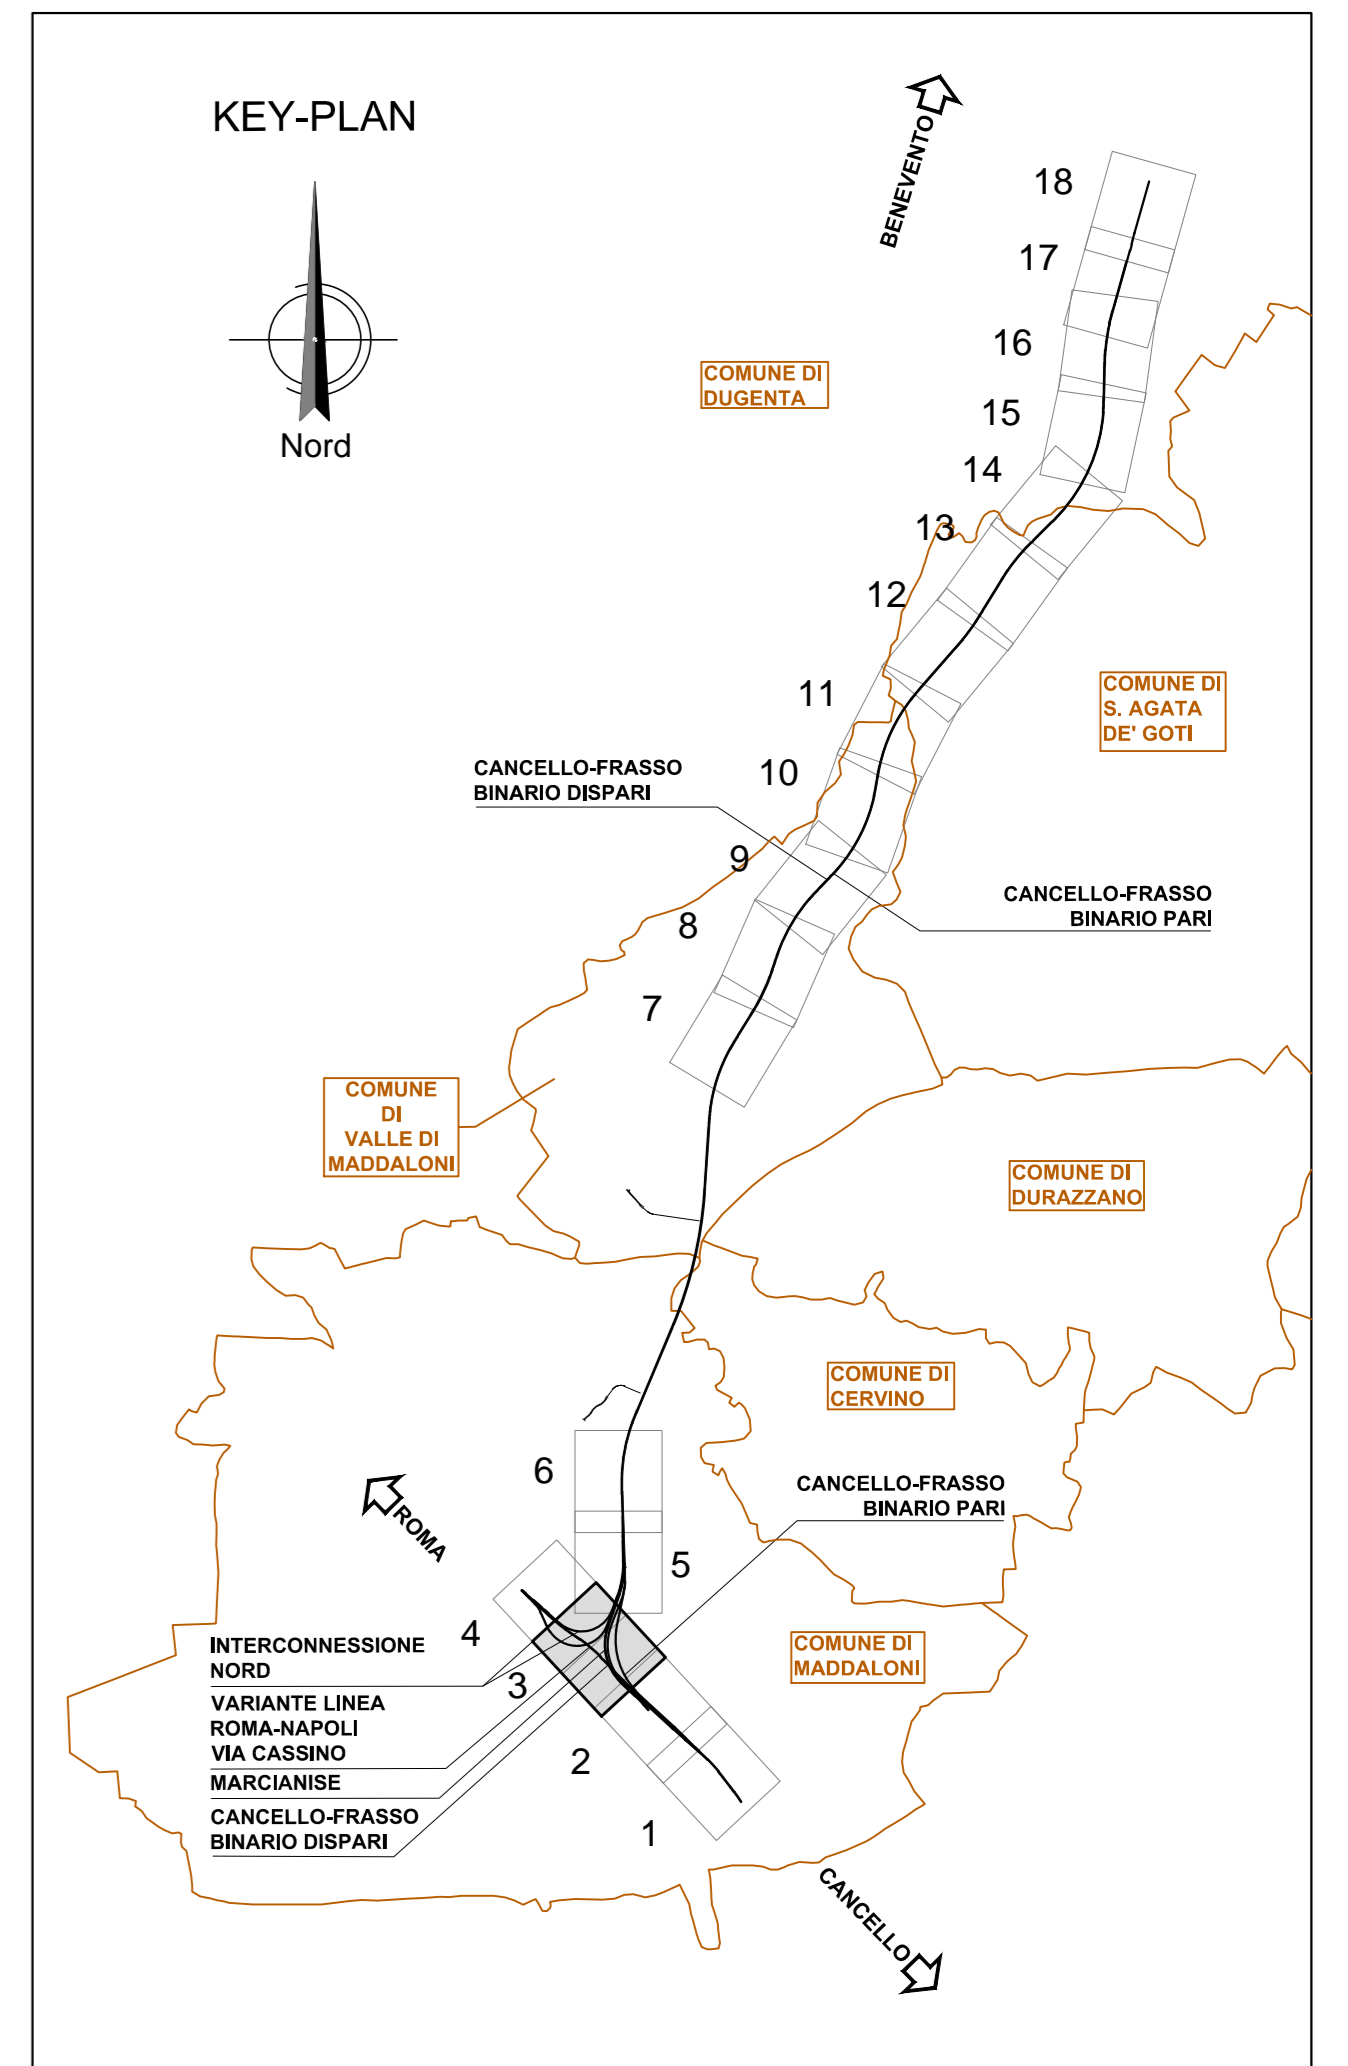 KEY-PLAN
Nord
BENEVENTO
18
17
16
15
14
13
12
11
10
9
8
7
COMUNE DI
DUGENTA
COMUNE DI
S. AGATA
DE' GOTI
CANCELLO-FRASSO
BINARIO DISPARI
CANCELLO-FRASSO
BINARIO PARI
COMUNE
DI
VALLE DI
MADDALONI
COMUNE DI
DURAZZANO
COMUNE DI
CERVINO
6
ROMA
CANCELLO-FRASSO
BINARIO PARI
5
4
3
2
1
INTERCONNESSIONE
NORD
VARIANTE LINEA
ROMA-NAPOLI
VIA CASSINO
MARCIANISE
CANCELLO-FRASSO
BINARIO DISPARI
COMUNE DI
MADDALONI
CANCELLO